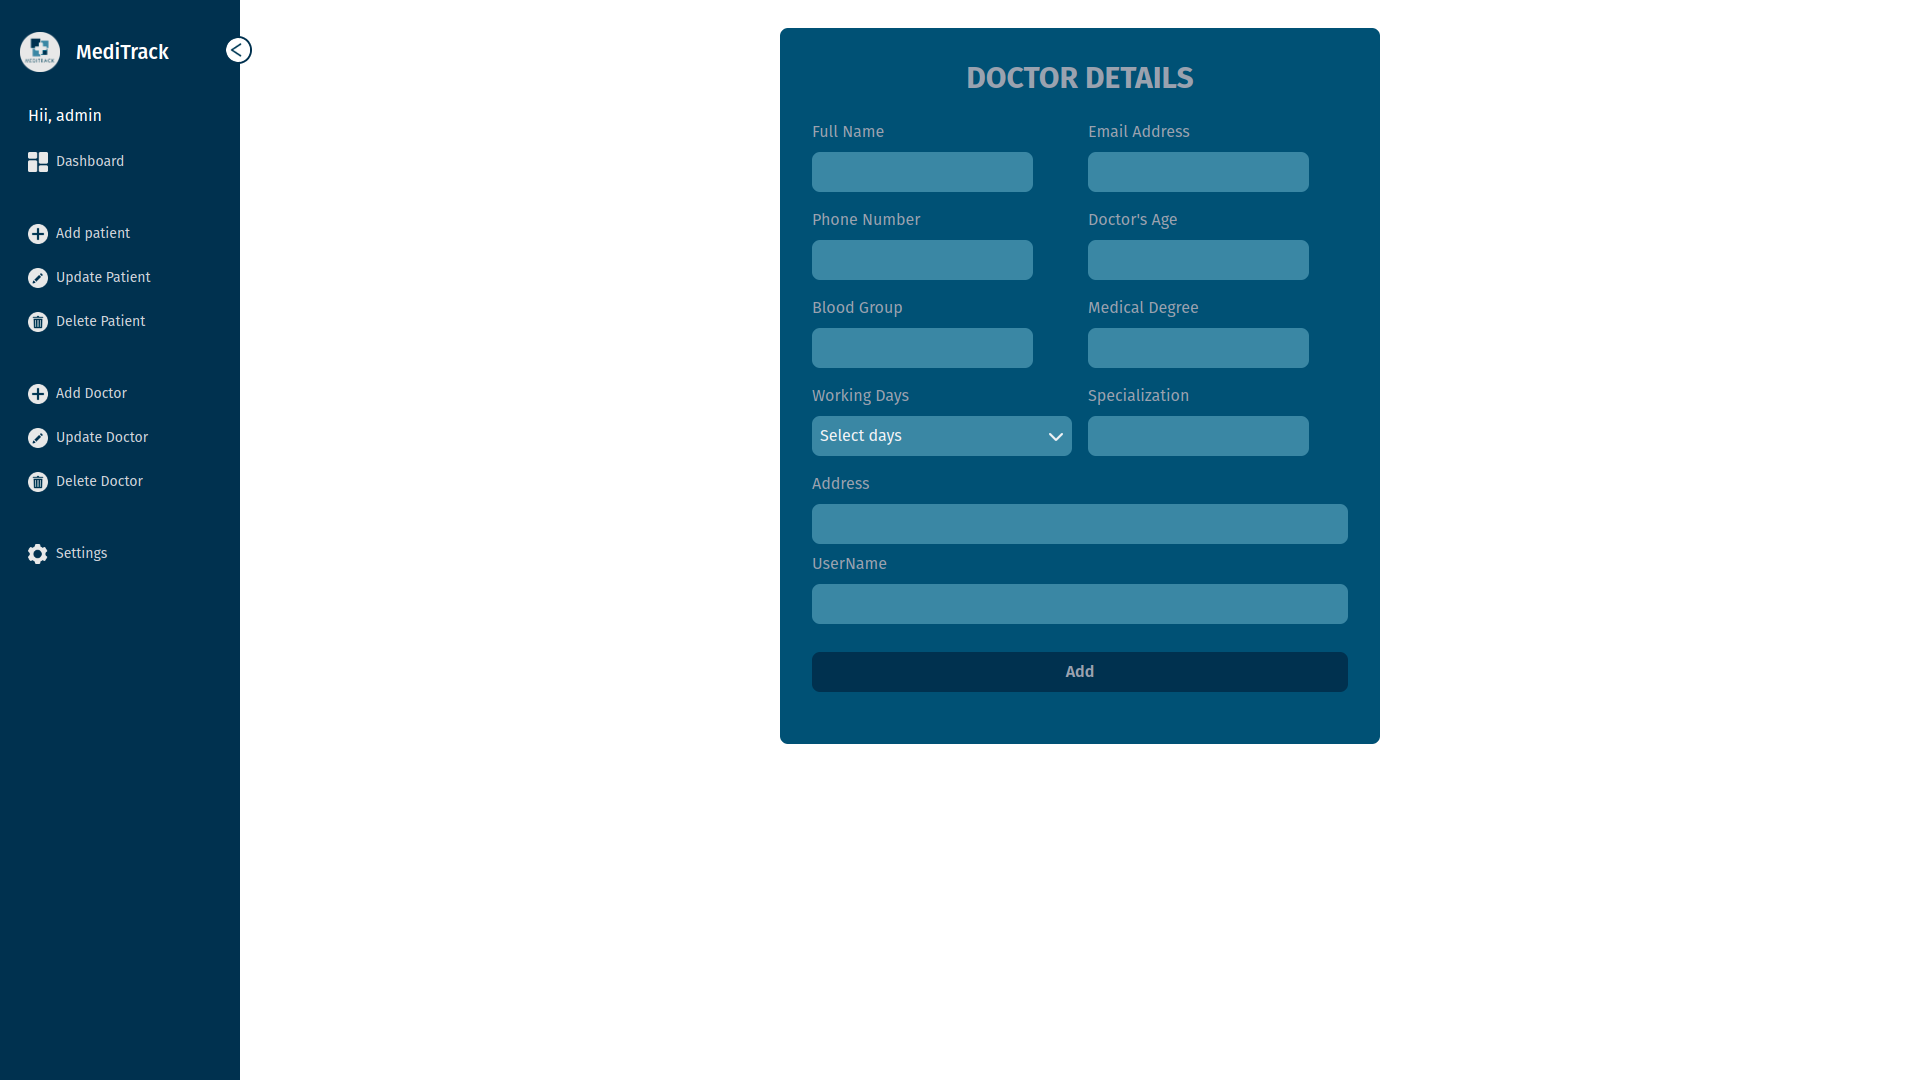 MEDITRACK
MediTrack
Hii, admin
Dashboard
Add patient
Update Patient
Delete Patient
Add Doctor
Update Doctor
Delete Doctor
Settings
DOCTOR DETAILS
Full Name
Email Address
Phone Number
Doctor's Age
Blood Group
Medical Degree
Working Days
Specialization
Select days
Address
UserName
Add